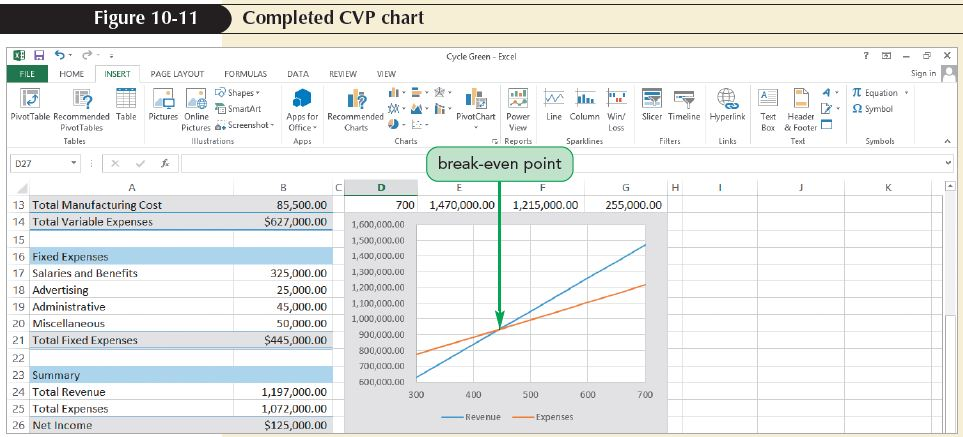 Figure 10-11 Completed CVP chart
Cycle Green - Excel
? 
FILE HOME INSERT PAGE LAYOUT FORMULAS DATA REVIEW VIEW Sign in
PivotTable Recommended PivotTables Table
Tables
Pictures Online Pictures Shapes SmartArt Screenshot
Illustrations
Apps for Office
Apps
Recommended Charts
PivotChart
Charts
Power View
Reports
Line Column Win/Loss
Sparklines
Slicer Timeline
Filters
Hyperlink
Links
Text Box Header & Footer
Text
π Equation
Ω Symbol
Symbols
D27 fx
break-even point
A B C D E F G H I J K
13 Total Manufacturing Cost 85,500.00 700 1,470,000.00 1,215,000.00 255,000.00
14 Total Variable Expenses $627,000.00
15
16 Fixed Expenses
17 Salaries and Benefits 325,000.00
18 Advertising 25,000.00
19 Administrative 45,000.00
20 Miscellaneous 50,000.00
21 Total Fixed Expenses $445,000.00
22
23 Summary
24 Total Revenue 1,197,000.00
25 Total Expenses 1,072,000.00
26 Net Income $125,000.00
1,600,000.00
1,500,000.00
1,400,000.00
1,300,000.00
1,200,000.00
1,100,000.00
1,000,000.00
900,000.00
800,000.00
700,000.00
600,000.00
300 400 500 600 700
Revenue Expenses